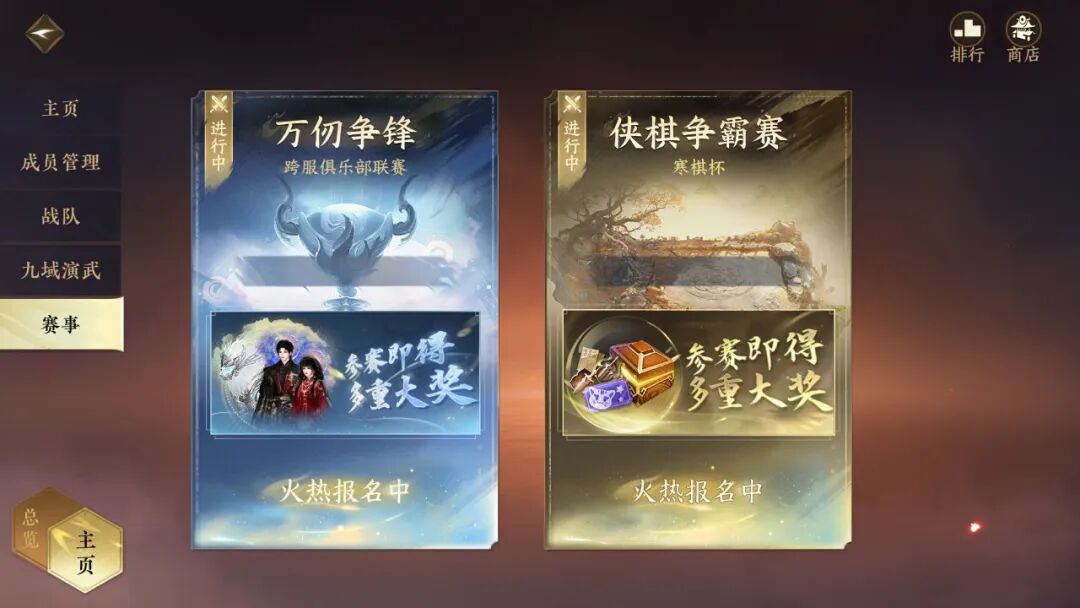 排行
商店
主页
成员管理
战队
九域演武
赛事
进行中
万仞争锋
跨服俱乐部联赛
参赛即得
多重大奖
火热报名中
进行中
侠棋争霸赛
寒棋杯
参赛即得
多重大奖
火热报名中
总览
主页